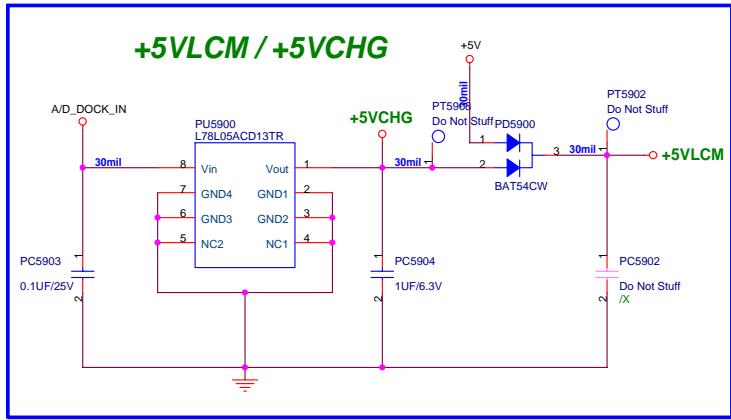 +5VLCM / +5VCHG
+5V
A/D_DOCK_IN
30mil
PU5900
L78L05ACD13TR
8 Vin Vout 1
7 GND4 GND1 2
6 GND3 GND2 3
5 NC2 NC1 4
+5VCHG
30mil
Do Not Stuff
1
30mil
PD5900
1
2
3
BAT54CW
30mil
PT5902
Do Not Stuff
1
+5VLCM
PC5903
1
2
0.1UF/25V
PC5904
1
2
1UF/6.3V
PC5902
1
2
Do Not Stuff
/X